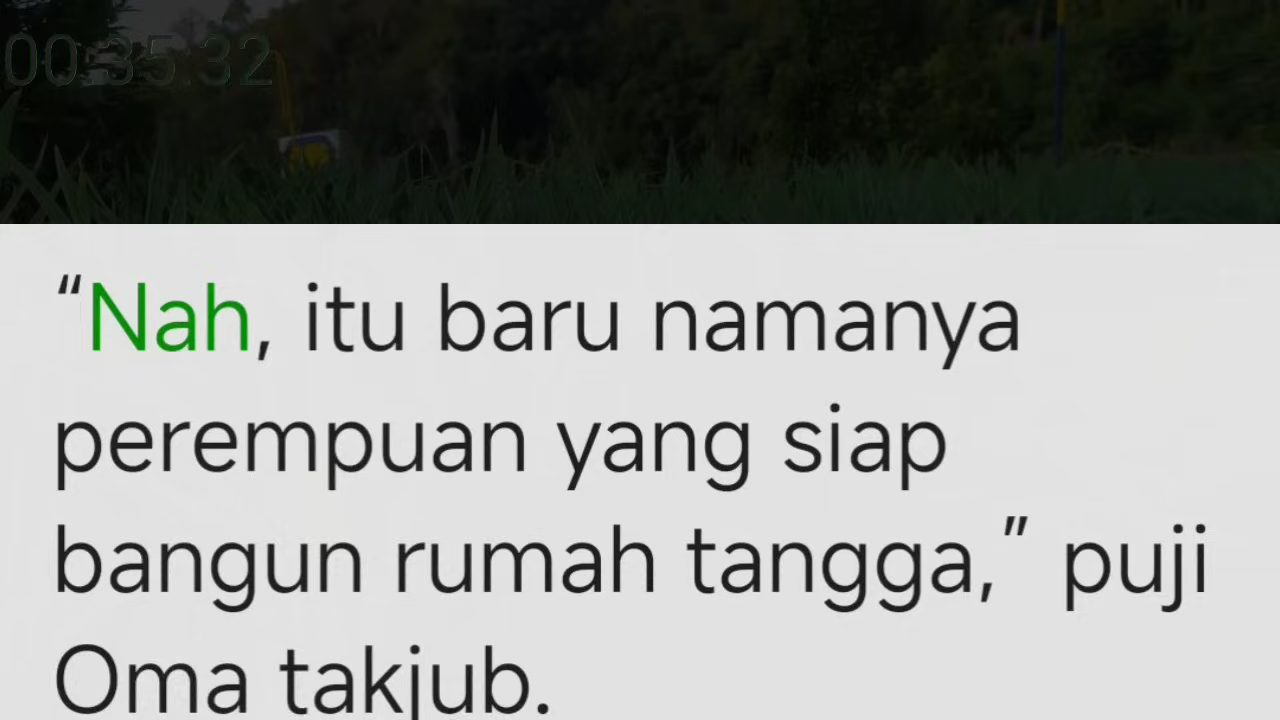 00:35:32
“Nah, itu baru namanya
perempuan yang siap
bangun rumah tangga,” puji
Oma takjub.